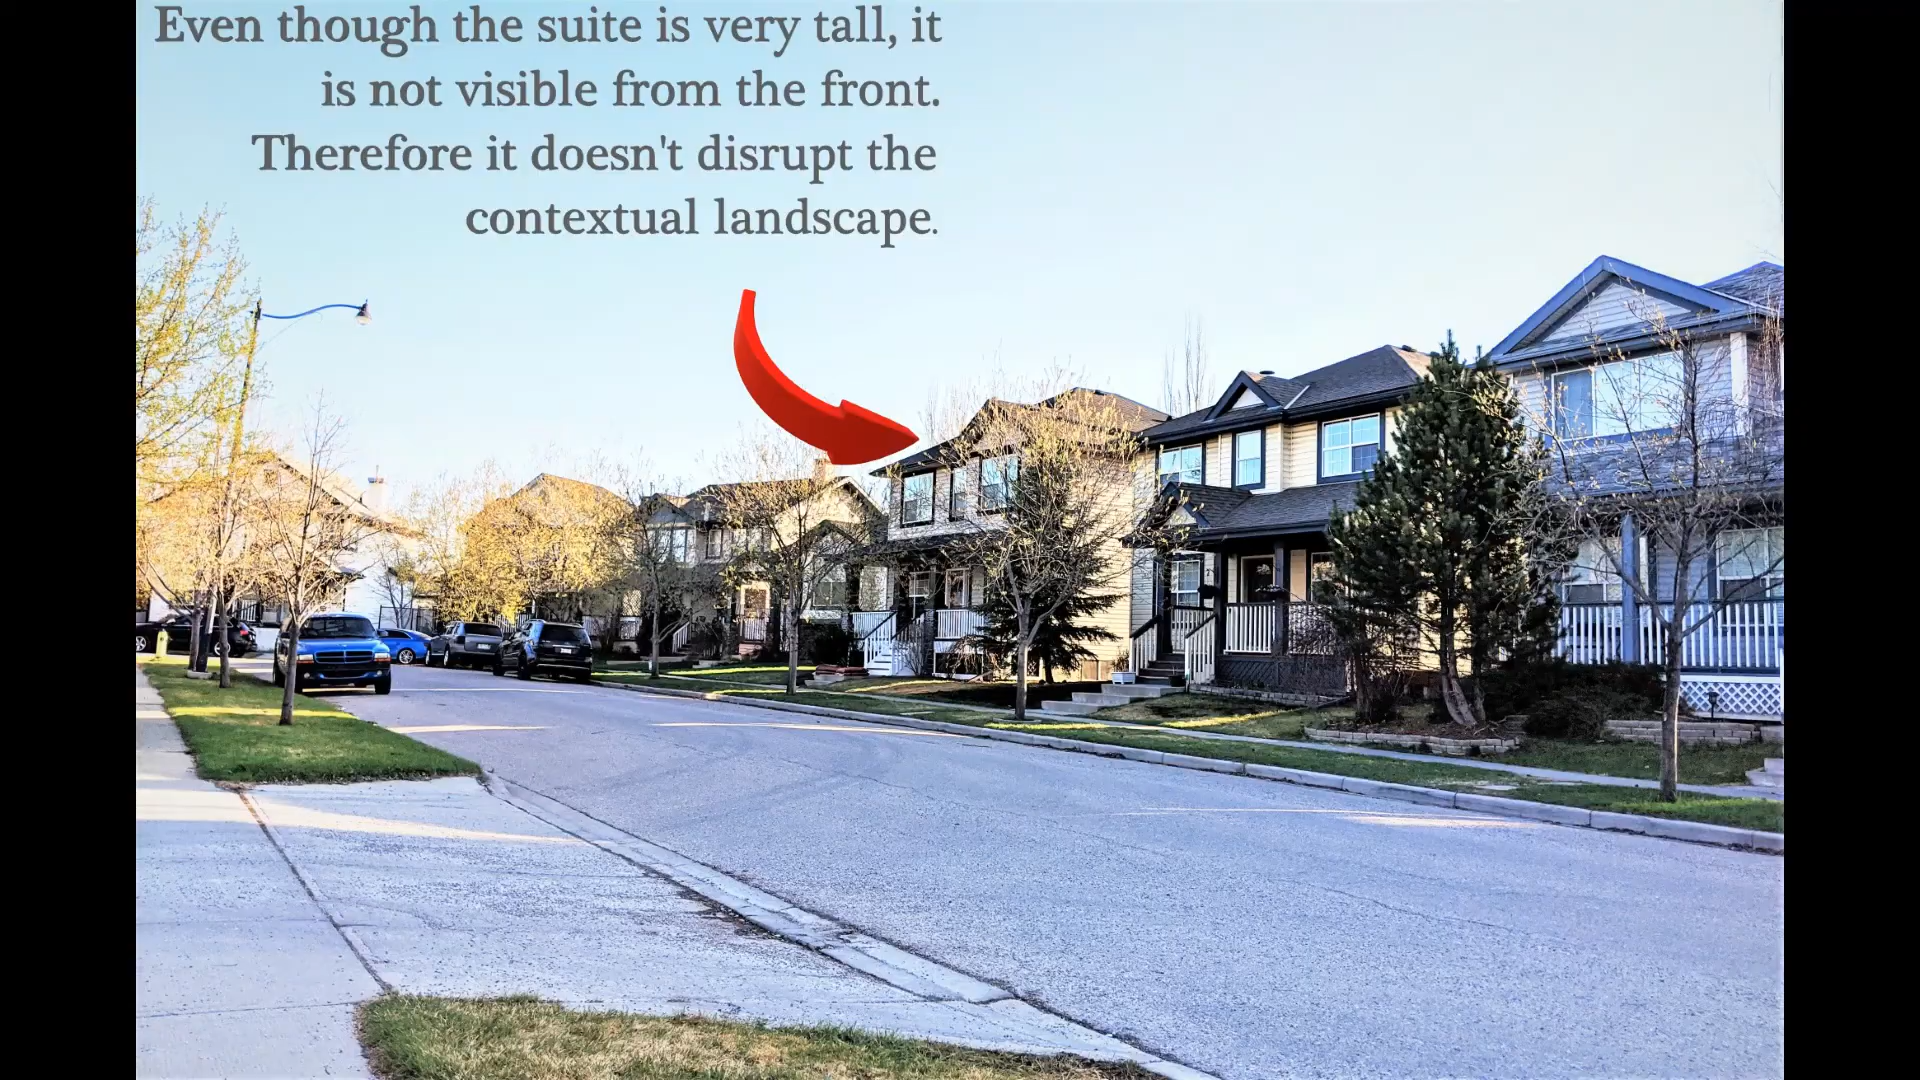 Even though the suite is very tall, it
is not visible from the front.
Therefore it doesn't disrupt the
contextual landscape.